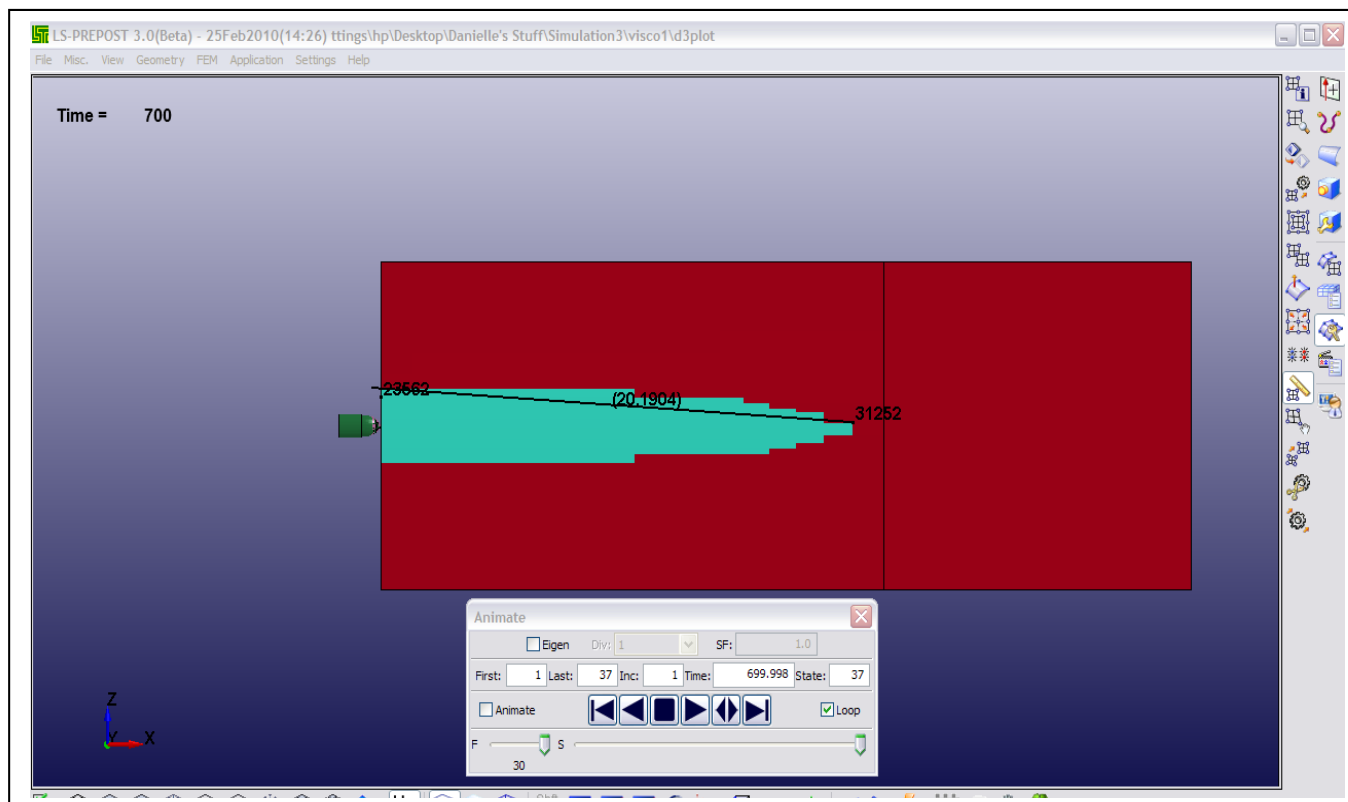 LS-PREPOST 3.0(Beta) - 25Feb2010(14:26) ttings\hp\Desktop\Danielle's Stuff\Simulation3\visco1\d3plot
File Misc. View Geometry FEM Application Settings Help
Time = 700
23562
(20.1904)
31252
Animate
Eigen Div: 1 SF: 1.0
First: 1 Last: 37 Inc: 1 Time: 699.998 State: 37
Animate Loop
F S
30
Z
Y X